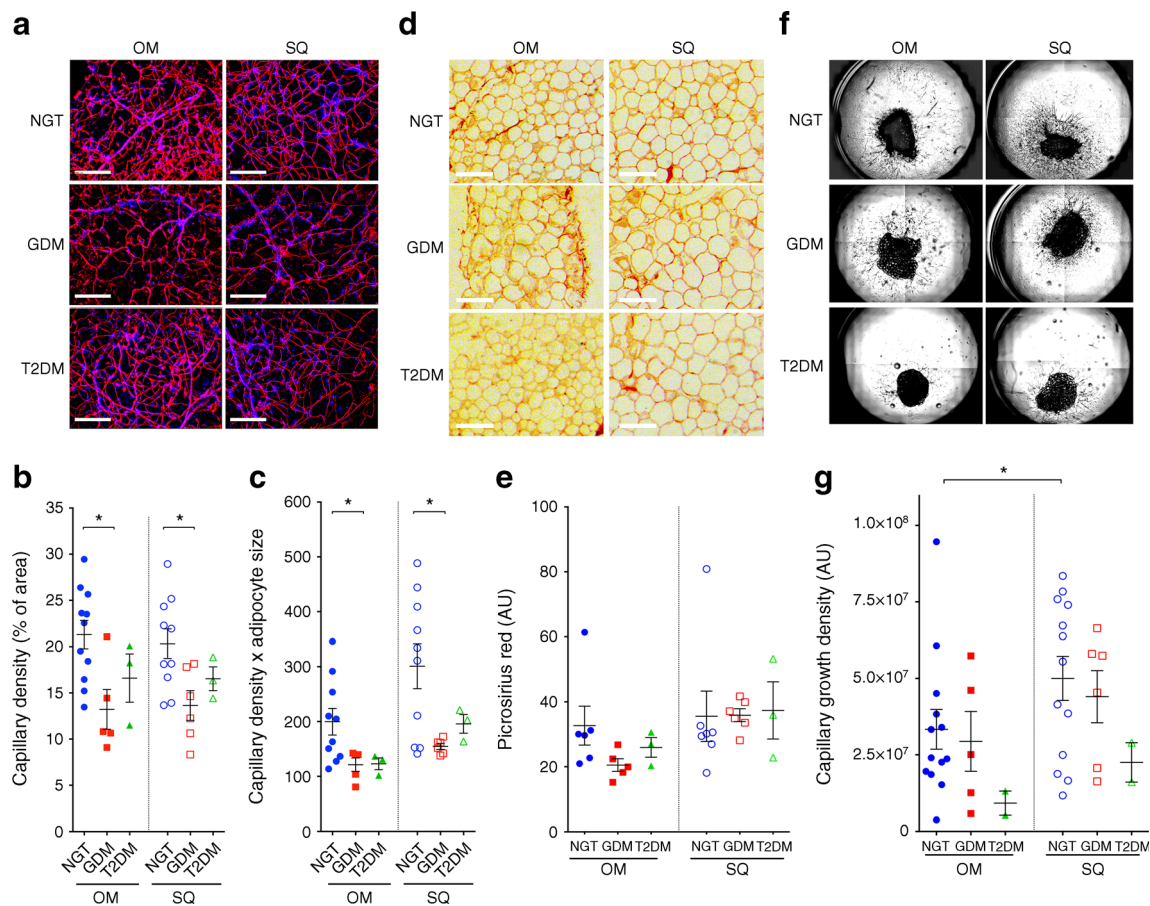 a
OM SQ
NGT
GDM
T2DM
d
OM SQ
NGT
GDM
T2DM
f
OM SQ
NGT
GDM
T2DM
b
Capillary density (% of area)
35
30
25
20
15
10
5
0
* *
NGT GDM T2DM NGT GDM T2DM
OM SQ
c
Capillary density x adipocyte size
600
500
400
300
200
100
0
* *
NGT GDM T2DM NGT GDM T2DM
OM SQ
e
Picrosirius red (AU)
100
80
60
40
20
0
NGT GDM T2DM NGT GDM T2DM
OM SQ
g
Capillary growth density (AU)
1.0×10⁸
7.5×10⁷
5.0×10⁷
2.5×10⁷
0
*
NGT GDM T2DM NGT GDM T2DM
OM SQ